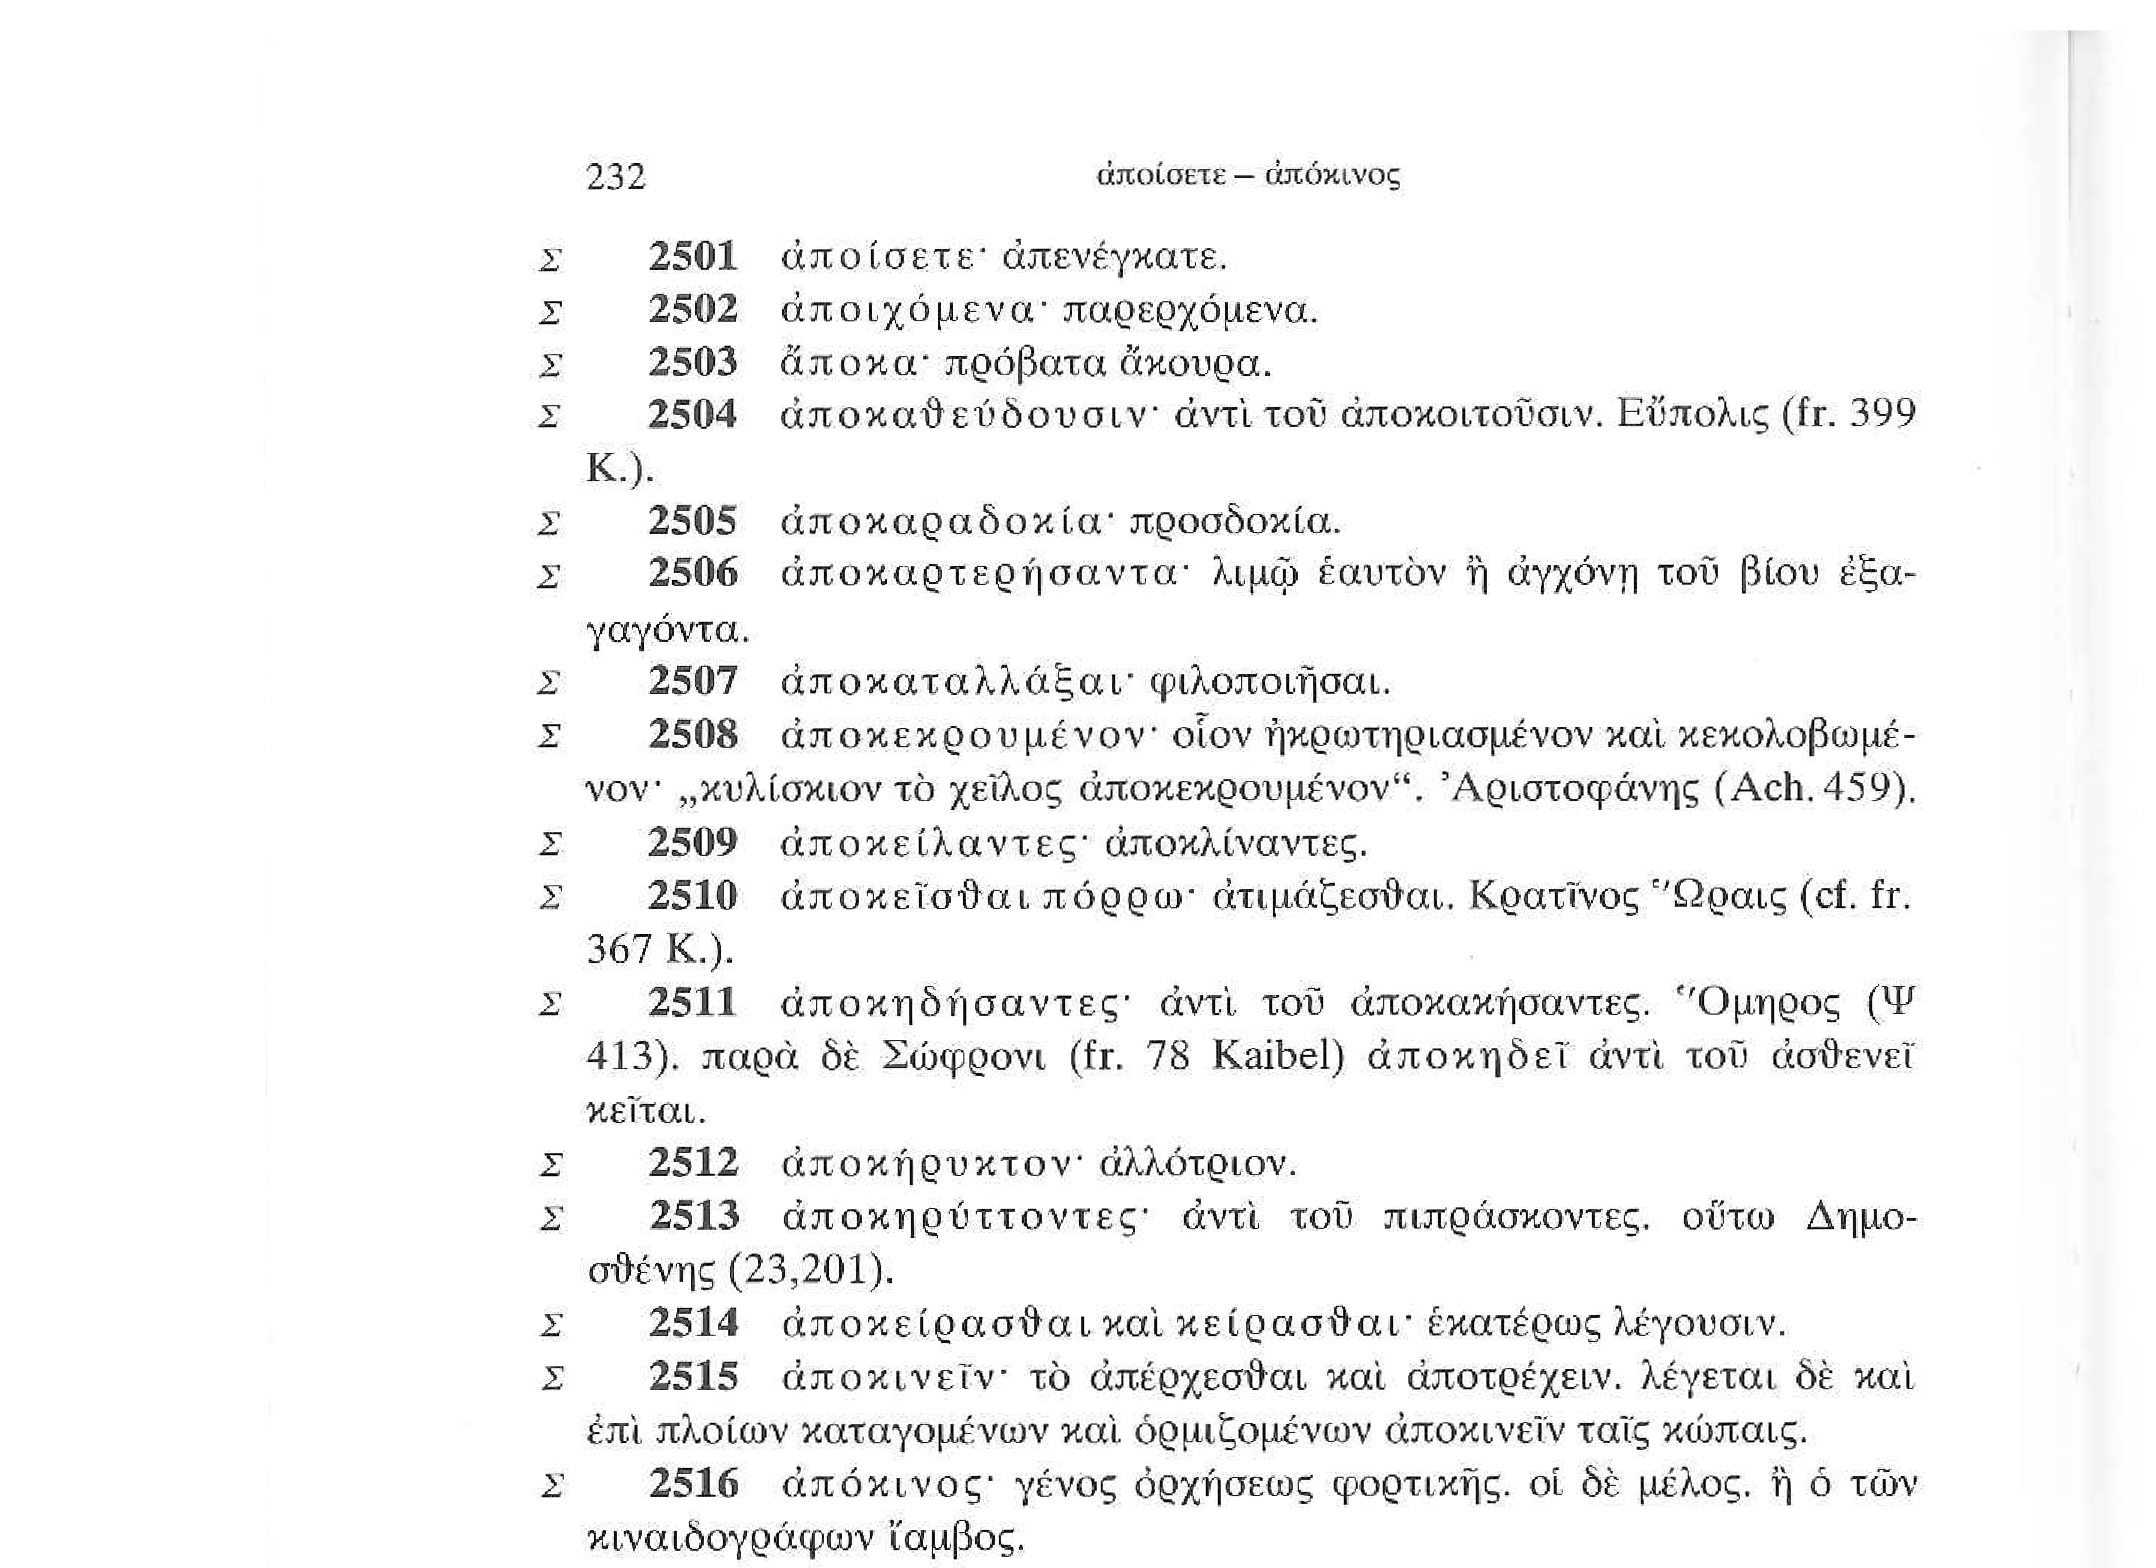 232 ἀποίσετε – ἀπόκινος
Σ 2501 ἀποίσετε· ἀπενέγκατε.
Σ 2502 ἀποιχόμενα· παρερχόμενα.
Σ 2503 ἄποκα· πρόβατα ἄκουρα.
Σ 2504 ἀποκαθεύδουσιν· ἀντὶ τοῦ ἀποκοιτοῦσιν. Εὔπολις (fr. 399
K.).
Σ 2505 ἀποκαραδοκία· προσδοκία.
Σ 2506 ἀποκαρτερήσαντα· λιμῷ ἑαυτὸν ἢ ἀγχόνῃ τοῦ βίου ἐξα-
γαγόντα.
Σ 2507 ἀποκαταλλάξαι· φιλοποιῆσαι.
Σ 2508 ἀποκεκρουμένον· οἷον ἠκρωτηριασμένον καὶ κεκολοβωμέ-
νον· „κυλίσκιον τὸ χεῖλος ἀποκεκρουμένον“. Ἀριστοφάνης (Ach. 459).
Σ 2509 ἀποκείλαντες· ἀποκλίναντες.
Σ 2510 ἀποκεῖσθαι πόρρω· ἀτιμάζεσθαι. Κρατῖνος Ὥραις (cf. fr.
367 K.).
Σ 2511 ἀποκηδήσαντες· ἀντὶ τοῦ ἀποκακήσαντες. Ὅμηρος (Ψ
413). παρὰ δὲ Σώφρονι (fr. 78 Kaibel) ἀποκηδεῖ ἀντὶ τοῦ ἀσθενεῖ
κεῖται.
Σ 2512 ἀποκήρυκτον· ἀλλότριον.
Σ 2513 ἀποκηρύττοντες· ἀντὶ τοῦ πιπράσκοντες. οὕτω Δημο-
σθένης (23,201).
Σ 2514 ἀποκείρασθαι καὶ κείρασθαι· ἑκατέρως λέγουσιν.
Σ 2515 ἀποκινεῖν· τὸ ἀπέρχεσθαι καὶ ἀποτρέχειν. λέγεται δὲ καὶ
ἐπὶ πλοίων καταγομένων καὶ ὁρμιζομένων ἀποκινεῖν ταῖς κώπαις.
Σ 2516 ἀπόκινος· γένος ὀρχήσεως φορτικῆς. οἱ δὲ μέλος. ἢ ὁ τῶν
κιναιδογράφων ἴαμβος.